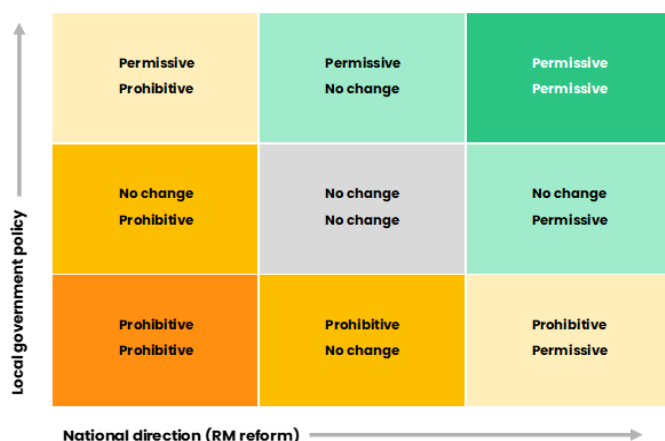 Permissive
Prohibitive
Permissive
No change
Permissive
Permissive
No change
Prohibitive
No change
No change
No change
Permissive
Prohibitive
Prohibitive
Prohibitive
No change
Prohibitive
Permissive
Local government policy
National direction (RM reform)